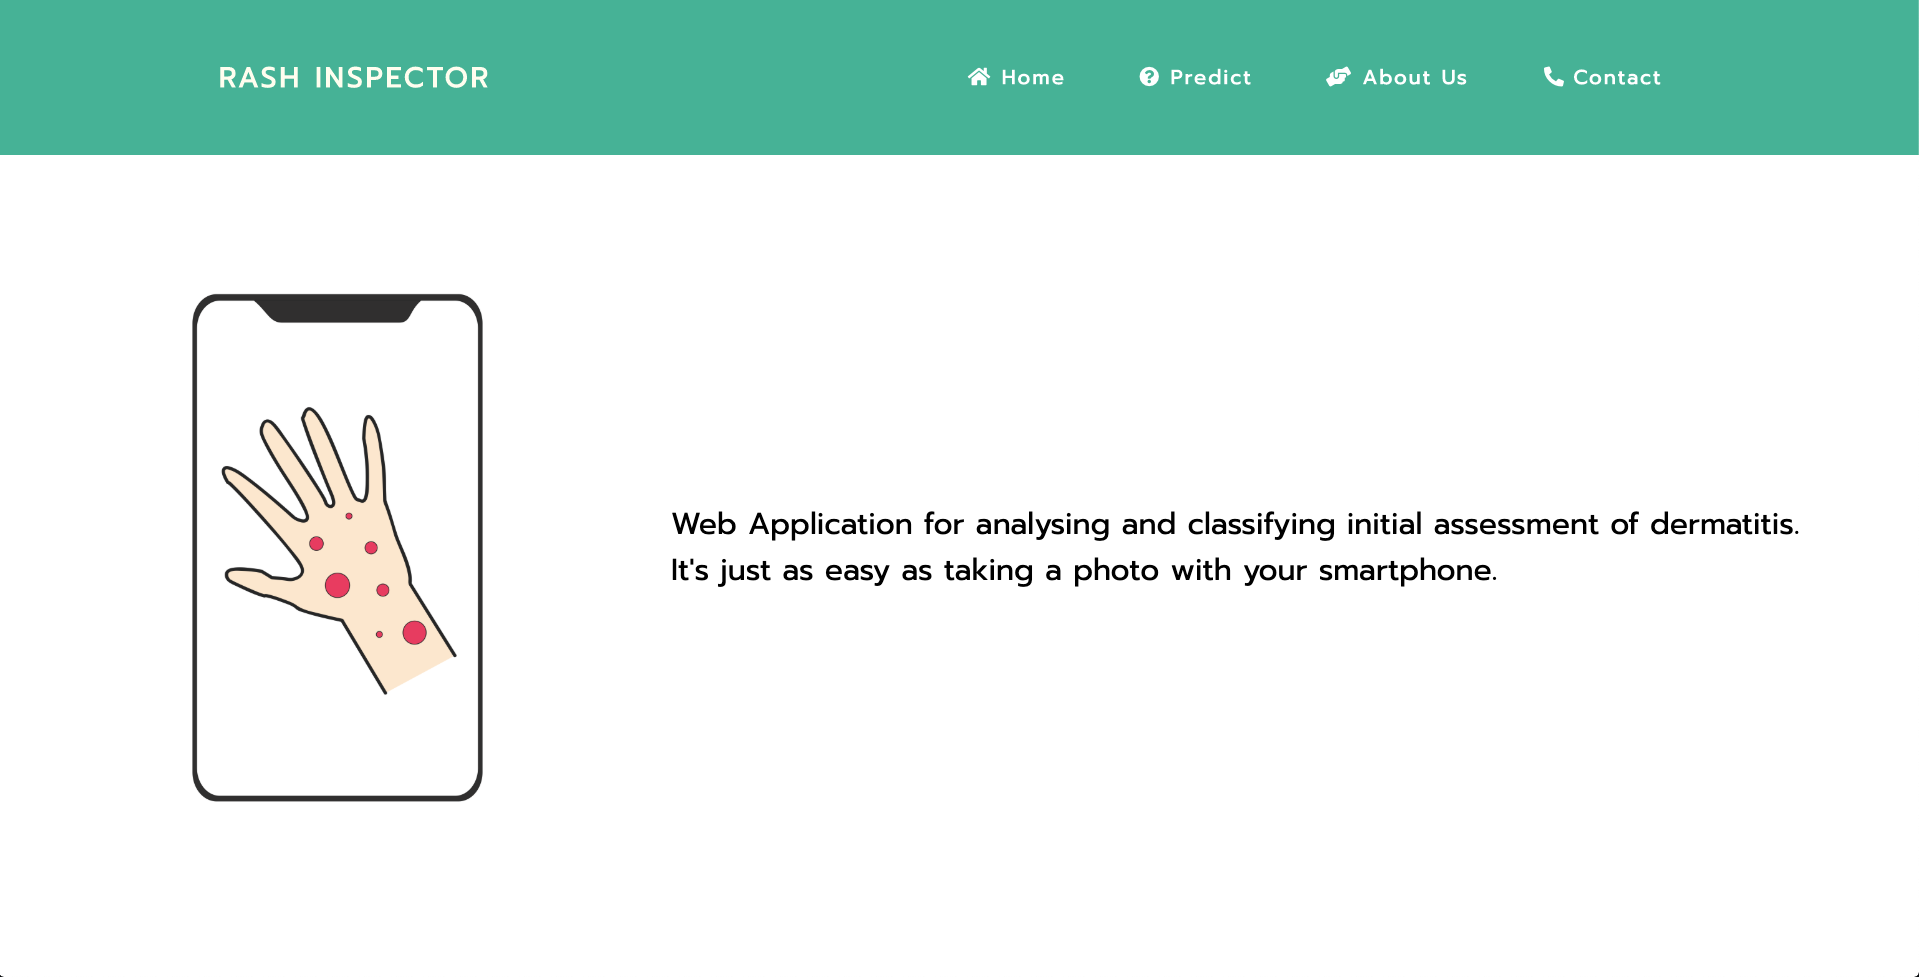 RASH INSPECTOR
Home
Predict
About Us
Contact
Web Application for analysing and classifying initial assessment of dermatitis.
It's just as easy as taking a photo with your smartphone.